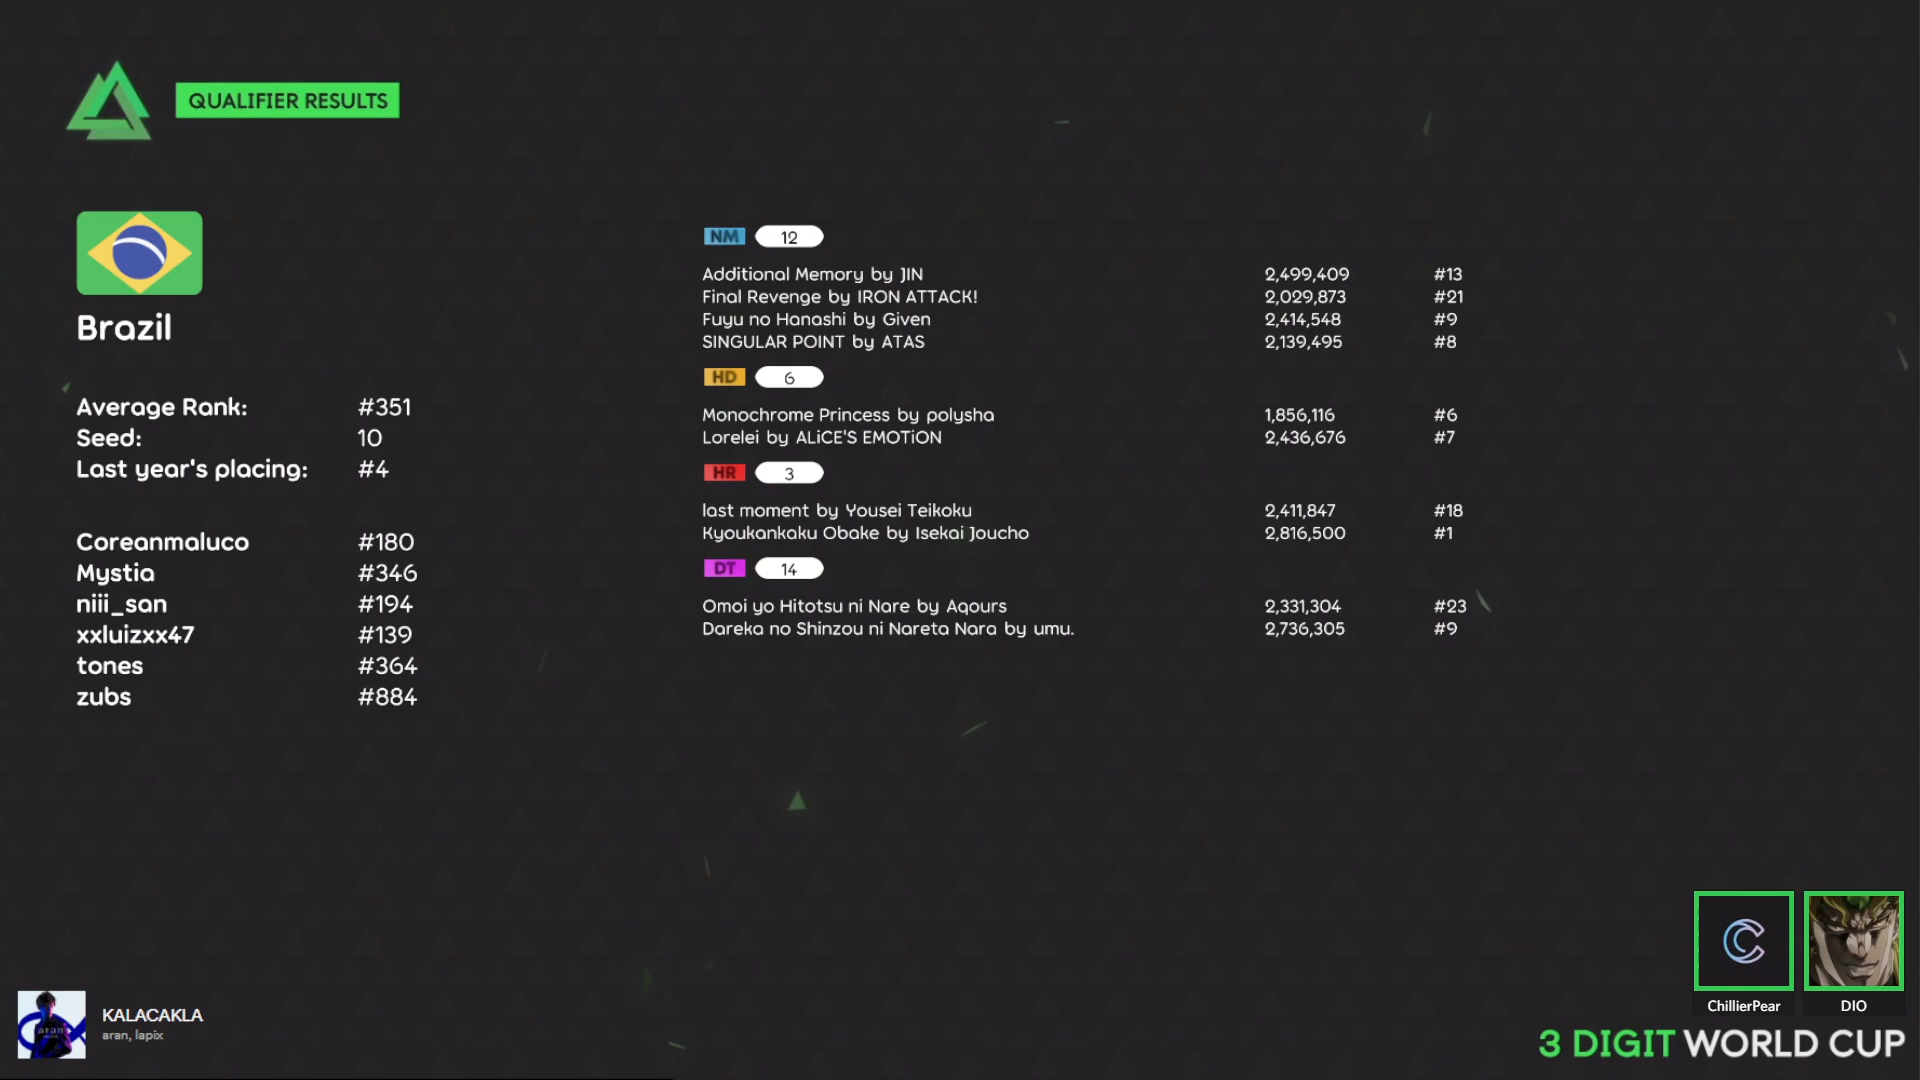 QUALIFIER RESULTS
Brazil
Average Rank: #351
Seed: 10
Last year's placing: #4
Coreanmaluco #180
Mystia #346
niii_san #194
xxluizxx47 #139
tones #364
zubs #884
NM 12
Additional Memory by JIN 2,499,409 #13
Final Revenge by IRON ATTACK! 2,029,873 #21
Fuyu no Hanashi by Given 2,414,548 #9
SINGULAR POINT by ATAS 2,139,495 #8
HD 6
Monochrome Princess by polysha 1,856,116 #6
Lorelei by ALiCE'S EMOTiON 2,436,676 #7
HR 3
last moment by Yousei Teikoku 2,411,847 #18
Kyoukankaku Obake by Isekai Joucho 2,816,500 #1
DT 14
Omoi yo Hitotsu ni Nare by Aqours 2,331,304 #23
Dareka no Shinzou ni Nareta Nara by umu. 2,736,305 #9
aran
KALACAKLA
aran, lapix
ChillierPear
DIO
3 DIGIT WORLD CUP